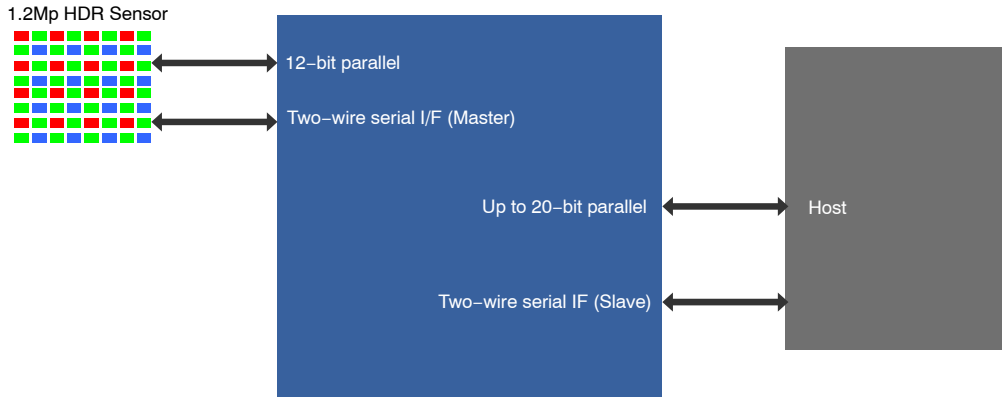 1.2Mp HDR Sensor
12−bit parallel
Two−wire serial I/F (Master)
Up to 20−bit parallel
Host
Two−wire serial IF (Slave)